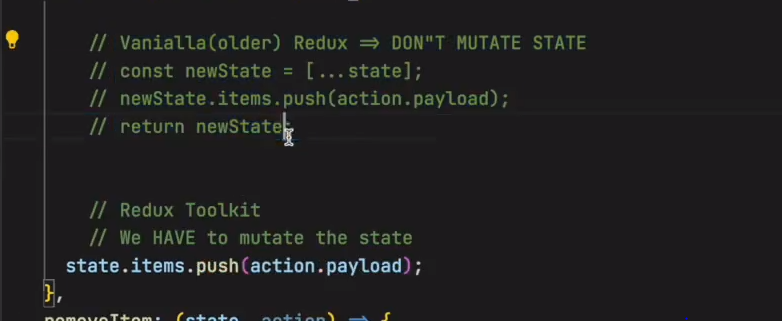 // Vanialla(older) Redux => DON"T MUTATE STATE
// const newState = [...state];
// newState.items.push(action.payload);
// return newState;
// Redux Toolkit
// We HAVE to mutate the state
state.items.push(action.payload);
},
removeItem: (state, action) => {